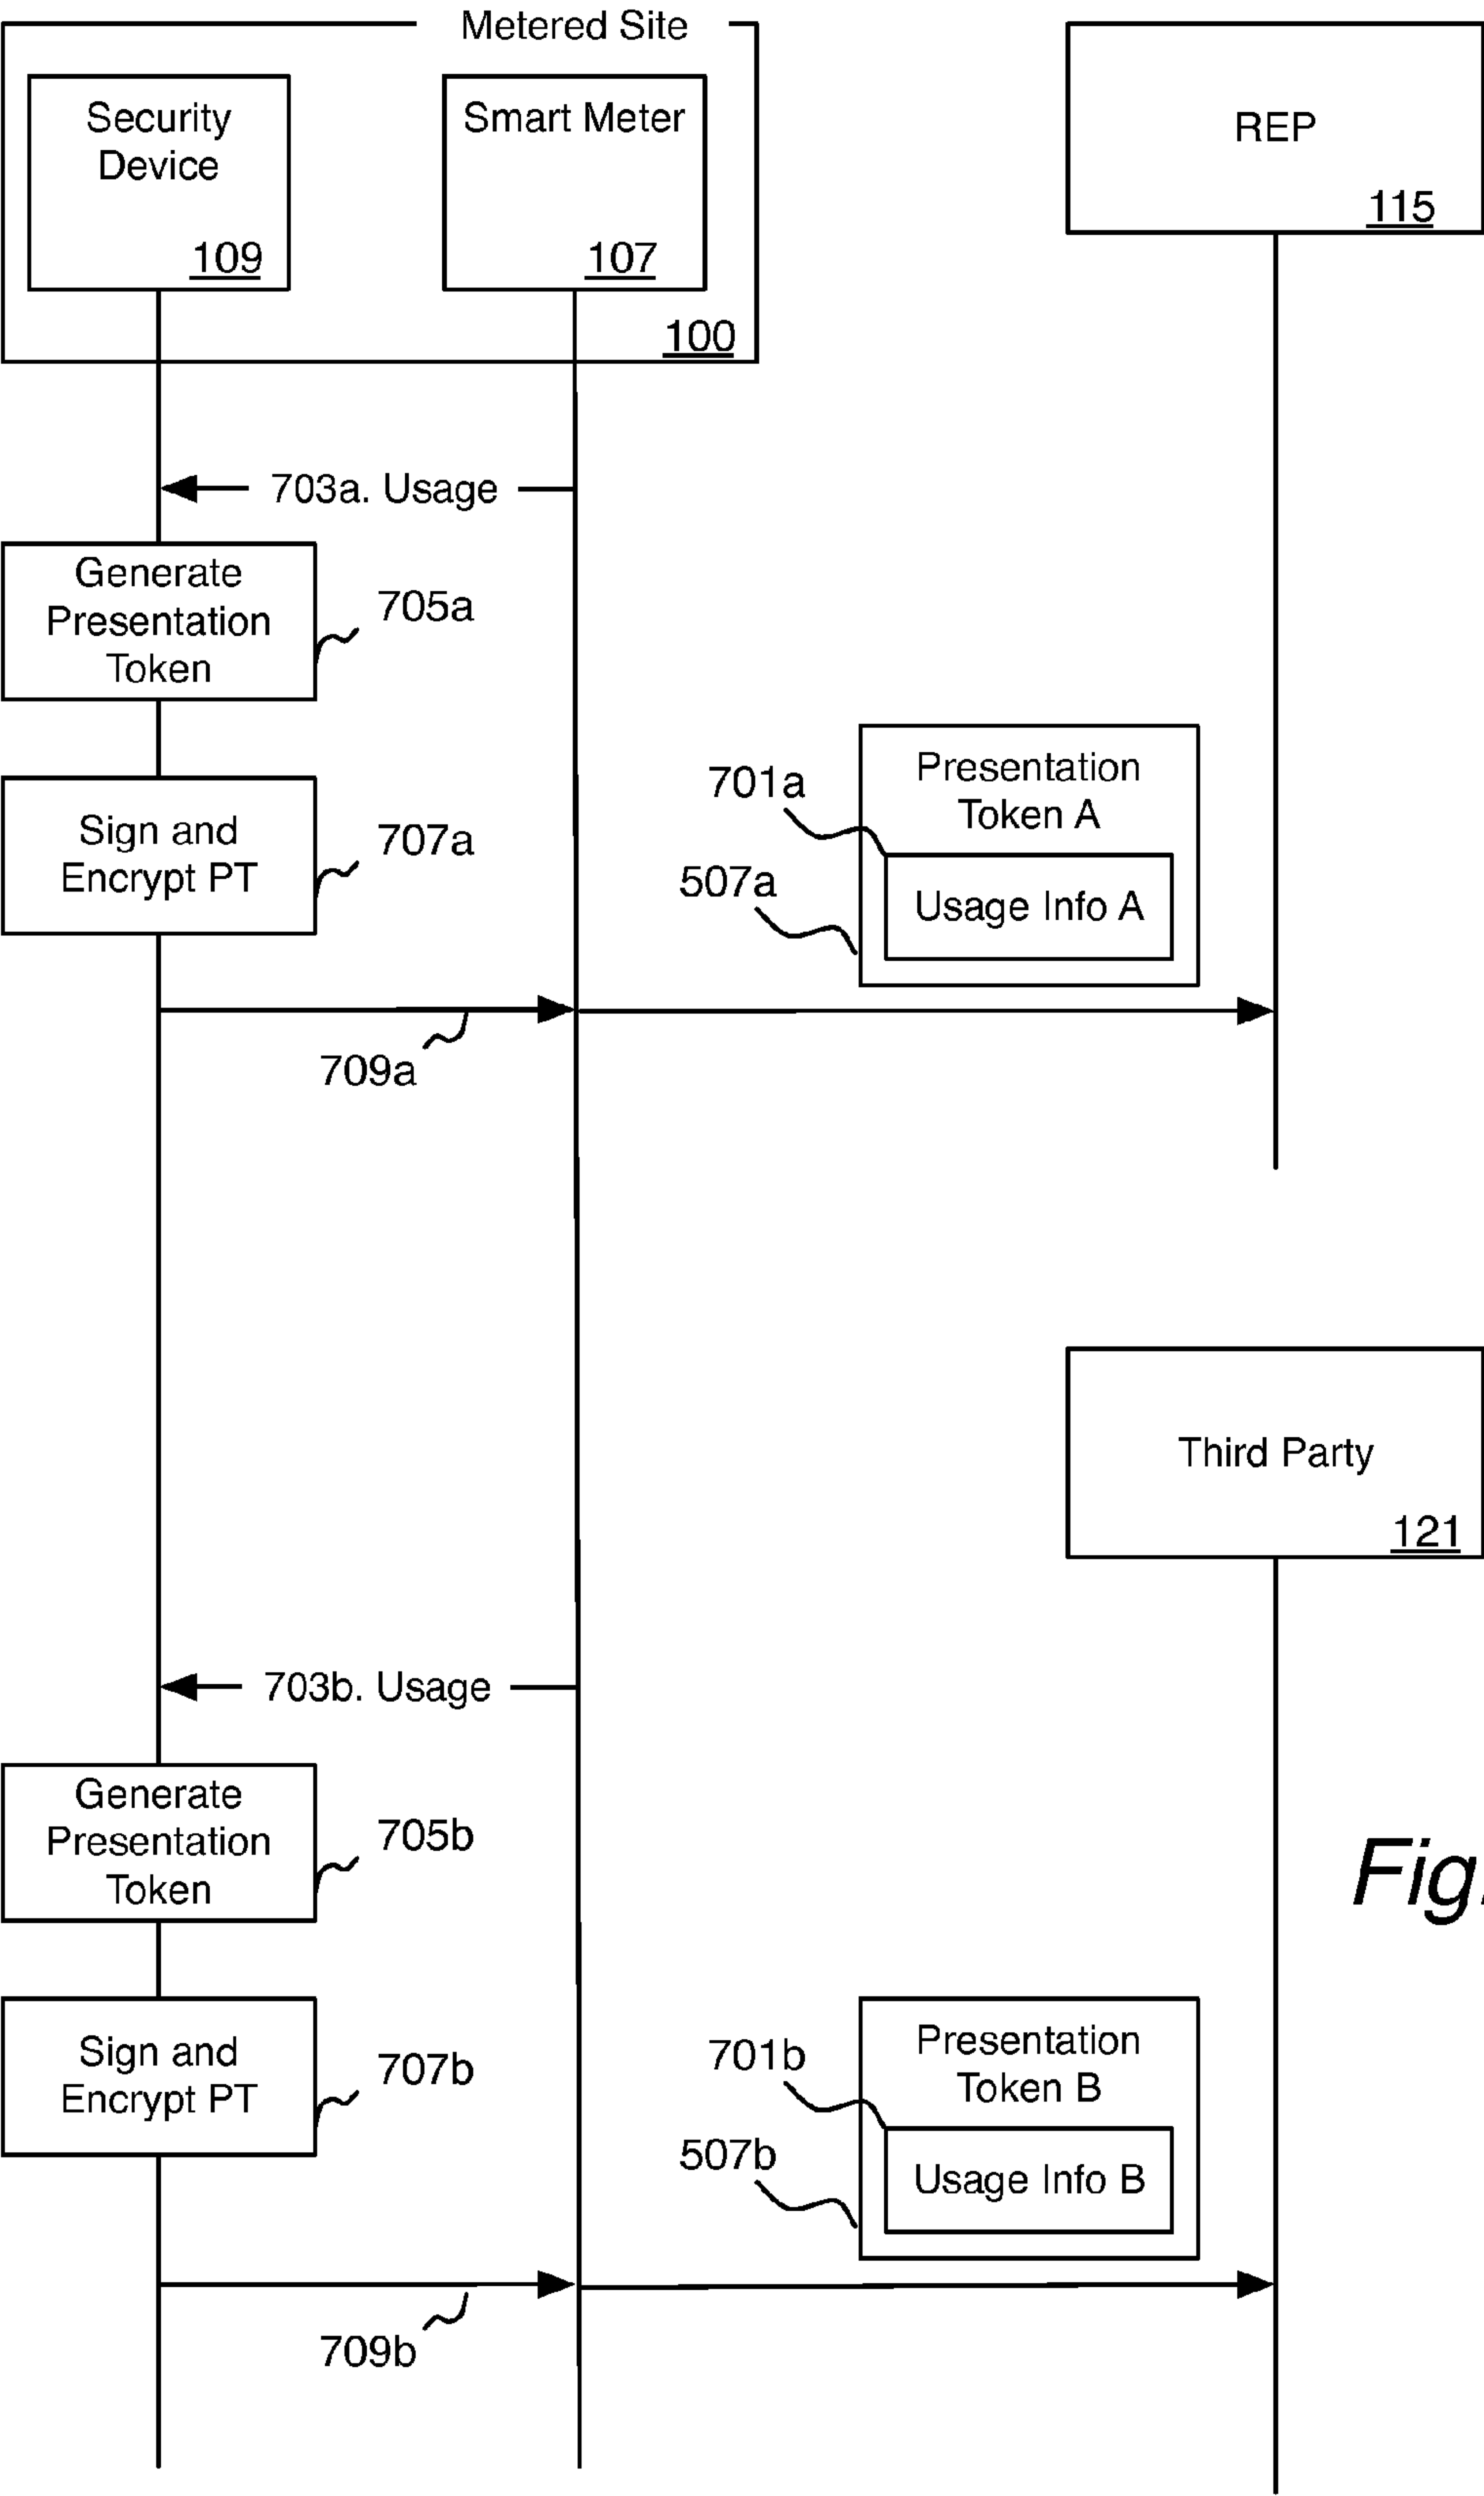 Metered Site
Security
Device
109
Smart Meter
107
100
REP
115
703a. Usage
Generate
Presentation
Token
705a
Sign and
Encrypt PT
707a
701a
507a
Presentation
Token A
Usage Info A
709a
Third Party
121
703b. Usage
Generate
Presentation
Token
705b
Fig
Sign and
Encrypt PT
707b
701b
507b
Presentation
Token B
Usage Info B
709b